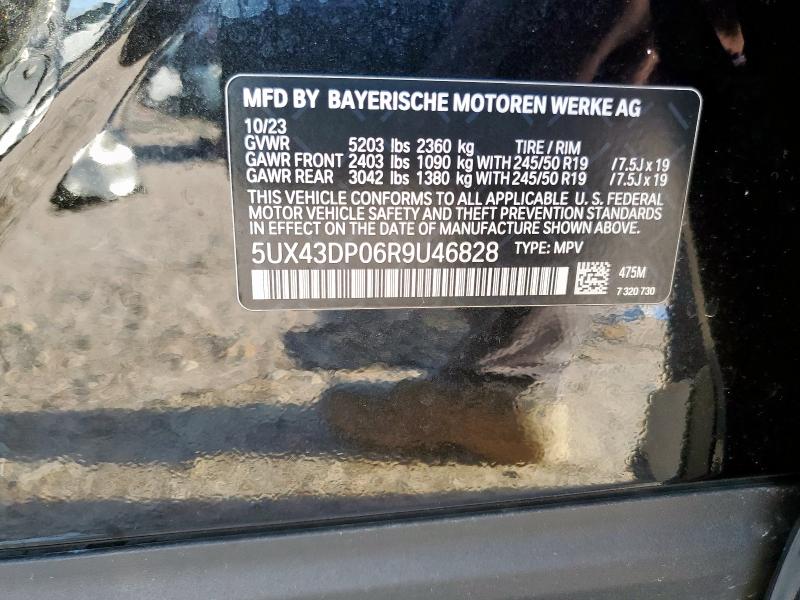 MFD BY BAYERISCHE MOTOREN WERKE AG
10/23
GVWR 5203 lbs 2360 kg TIRE / RIM
GAWR FRONT 2403 lbs 1090 kg WITH 245/50 R19 / 7.5J x 19
GAWR REAR 3042 lbs 1380 kg WITH 245/50 R19 / 7.5J x 19
THIS VEHICLE CONFORMS TO ALL APPLICABLE U. S. FEDERAL
MOTOR VEHICLE SAFETY AND THEFT PREVENTION STANDARDS
IN EFFECT ON THE DATE OF MANUFACTURE SHOWN ABOVE.
5UX43DP06R9U46828 TYPE: MPV
475M
7 320 730